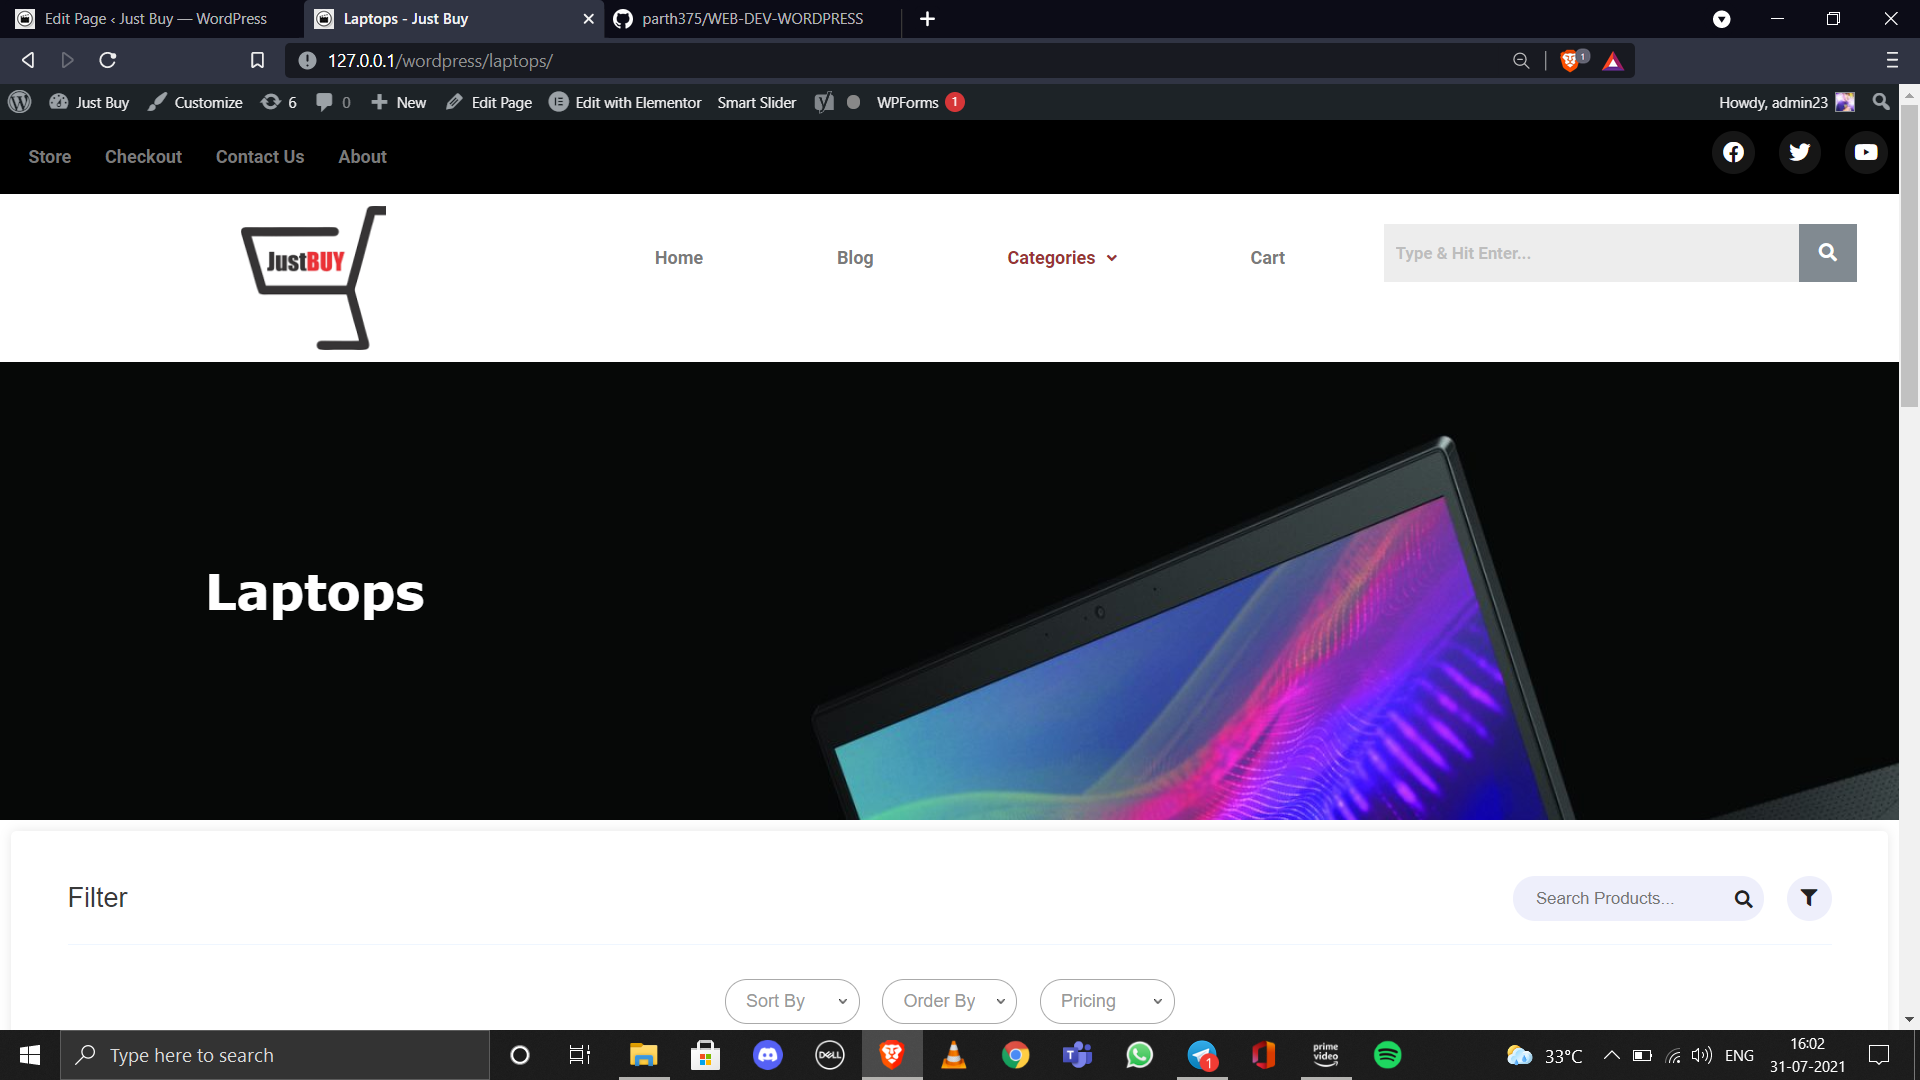 Edit Page ‹ Just Buy — WordPress
Laptops - Just Buy
parth375/WEB-DEV-WORDPRESS
127.0.0.1/wordpress/laptops/
1
Just Buy
Customize
6
0
New
Edit Page
Edit with Elementor
Smart Slider
WPForms 1
Howdy, admin23
Store
Checkout
Contact Us
About
JustBUY
Home
Blog
Categories
Cart
Type & Hit Enter...
Laptops
Filter
Search Products...
Sort By
Order By
Pricing
Type here to search
DELL
1
prime
video
33°C
ENG
16:02
31-07-2021